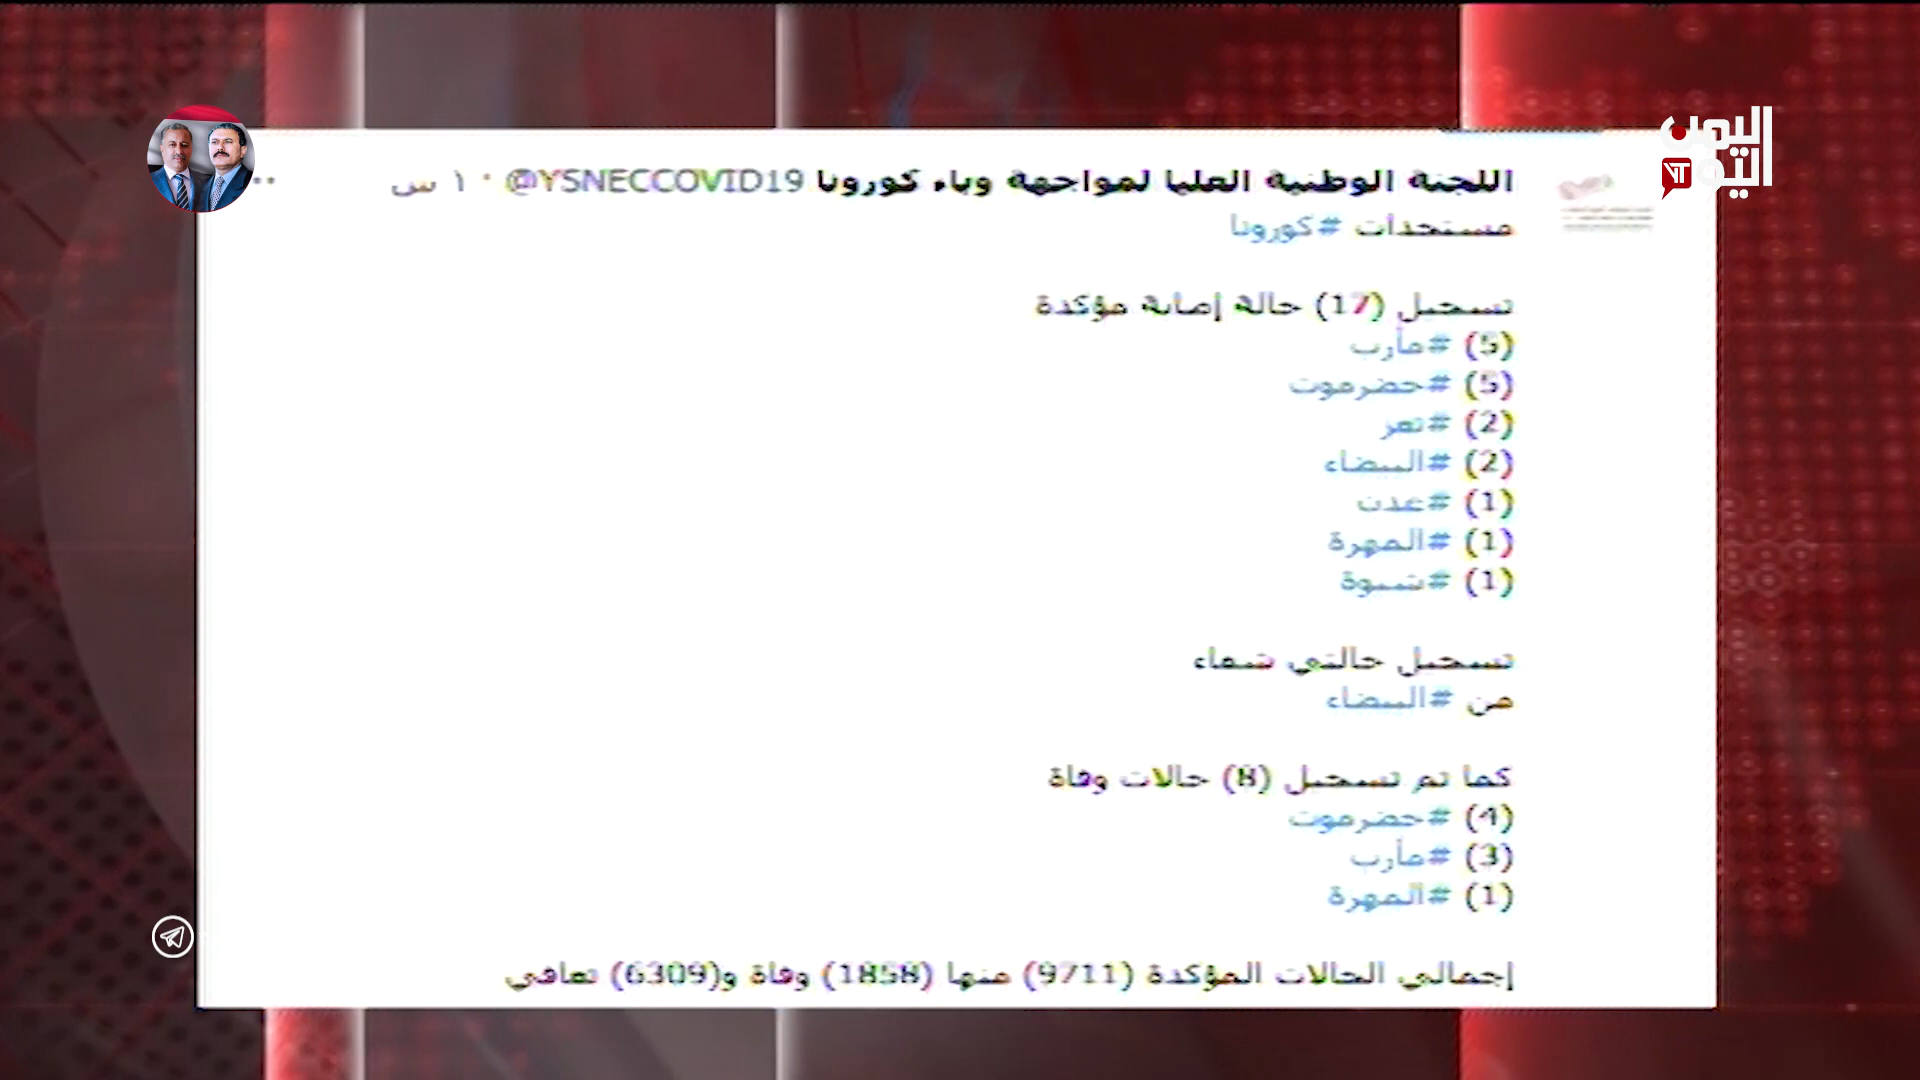 اليمن
اليوم
اللجنة الوطنية العليا لمواجهة وباء كورونا @YSNECCOVID19 · ١ س
مستجدات #كورونا
تسجيل (17) حالة إصابة مؤكدة
(5) #مأرب
(5) #حضرموت
(2) #تعز
(2) #البيضاء
(1) #عدن
(1) #المهرة
(1) #شبوة
تسجيل حالتي شفاء
من #البيضاء
كما تم تسجيل (8) حالات وفاة
(4) #حضرموت
(3) #مأرب
(1) #المهرة
إجمالي الحالات المؤكدة (9711) منها (1858) وفاة و(6309) تعافي